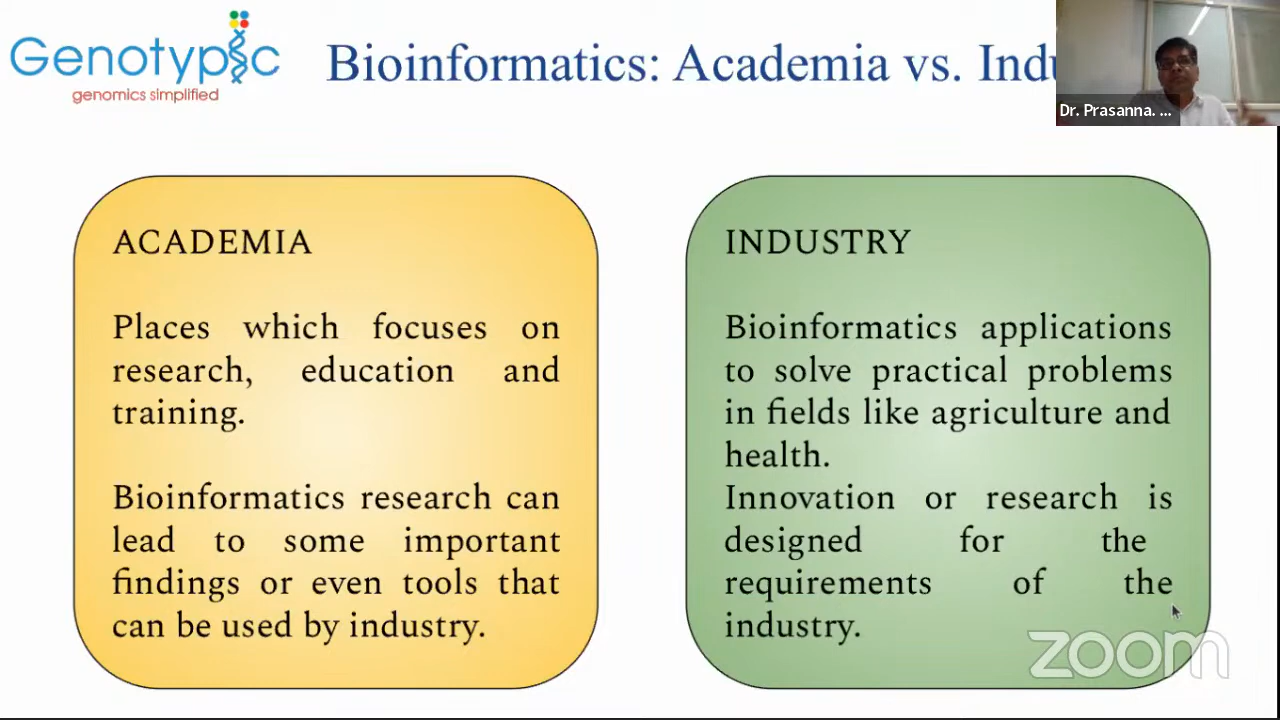 Genotypic
genomics simplified
Bioinformatics: Academia vs.
Dr. Prasanna. ...
ACADEMIA
Places which focuses on
research, education and
training.
Bioinformatics research can
lead to some important
findings or even tools that
can be used by industry.
INDUSTRY
Bioinformatics applications
to solve practical problems
in fields like agriculture and
health.
Innovation or research is
designed for the
requirements of the
industry.
zoom